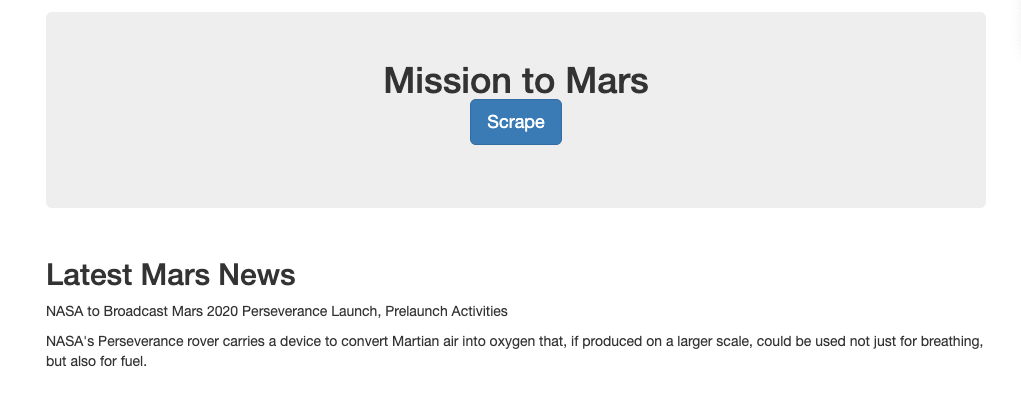 Mission to Mars
Scrape
Latest Mars News
NASA to Broadcast Mars 2020 Perseverance Launch, Prelaunch Activities
NASA's Perseverance rover carries a device to convert Martian air into oxygen that, if produced on a larger scale, could be used not just for breathing,
but also for fuel.